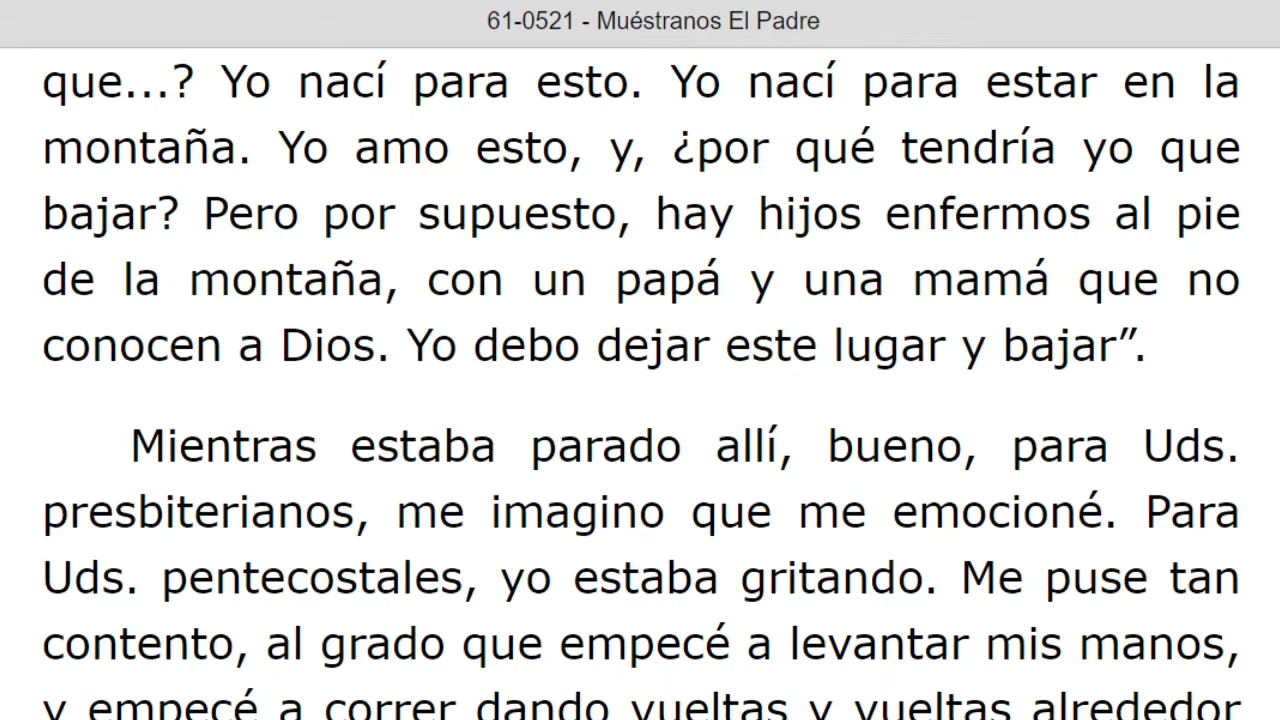 61-0521 - Muéstranos El Padre
que...? Yo nací para esto. Yo nací para estar en la
montaña. Yo amo esto, y, ¿por qué tendría yo que
bajar? Pero por supuesto, hay hijos enfermos al pie
de la montaña, con un papá y una mamá que no
conocen a Dios. Yo debo dejar este lugar y bajar”.
Mientras estaba parado allí, bueno, para Uds.
presbiterianos, me imagino que me emocioné. Para
Uds. pentecostales, yo estaba gritando. Me puse tan
contento, al grado que empecé a levantar mis manos,
y empecé a correr dando vueltas y vueltas alrededor